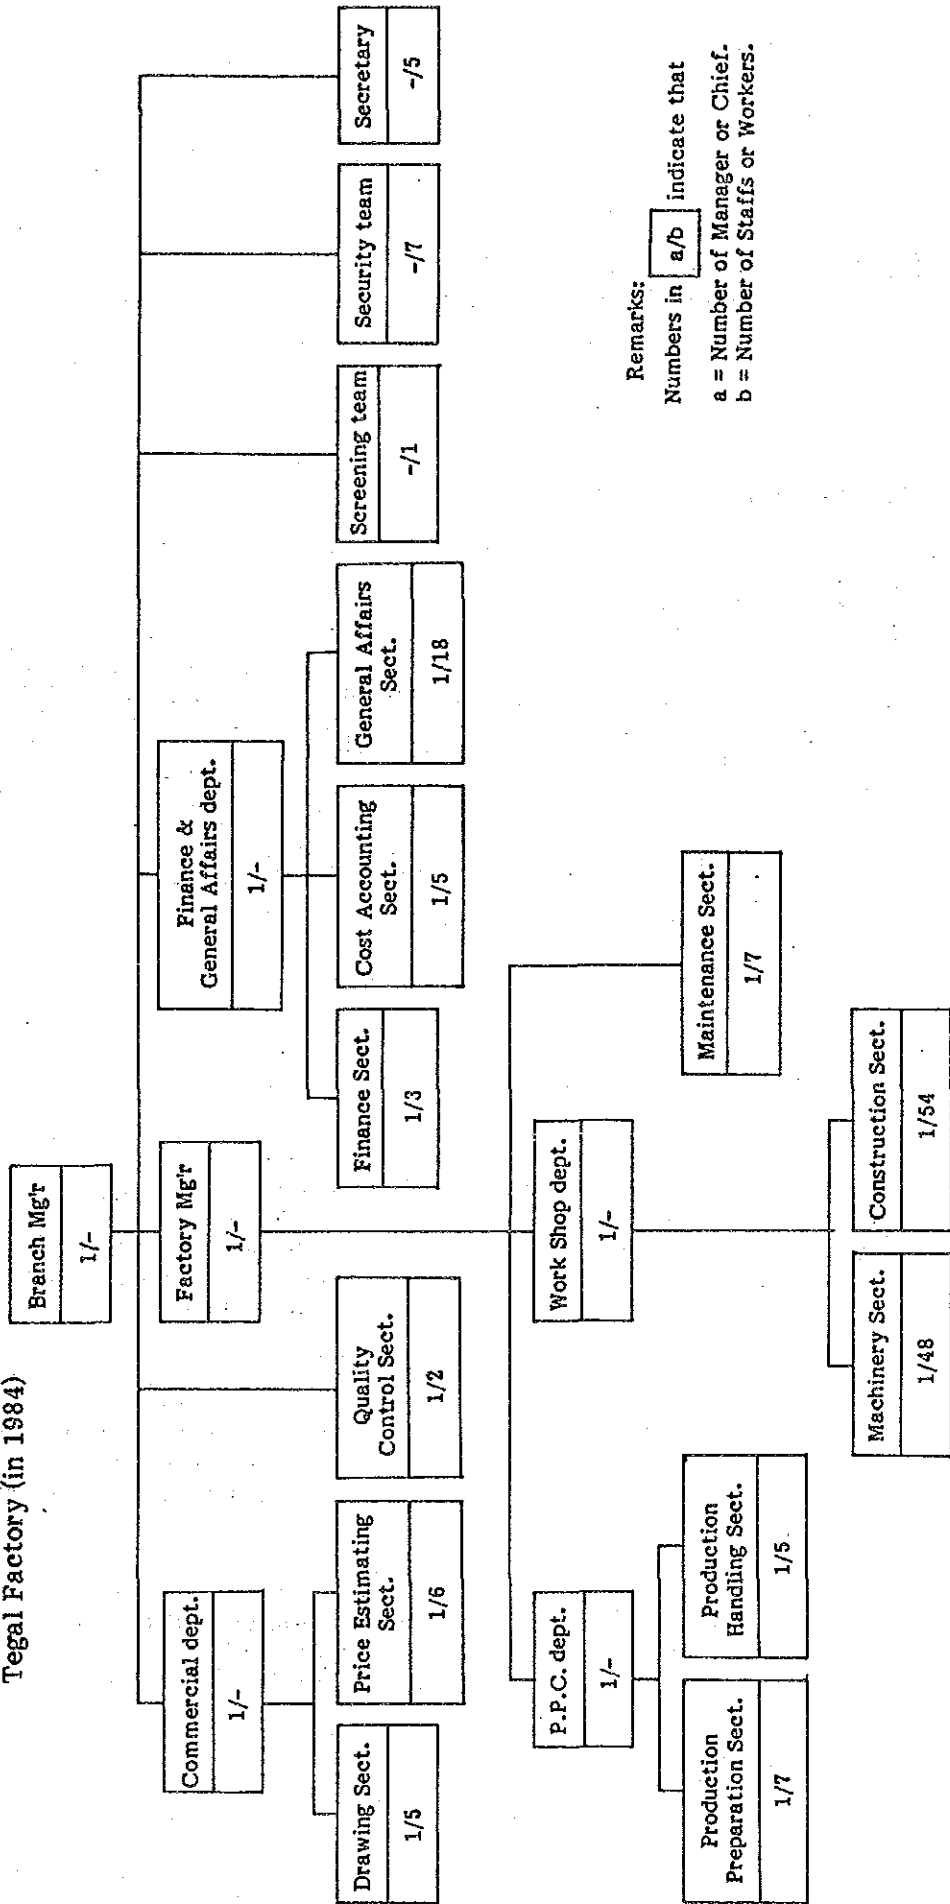 Tegal Factory (in 1984)
Branch Mg'r
1/-
Commercial dept.
1/-
Factory Mg'r
1/-
Finance &
General Affairs dept.
1/-
Drawing Sect.
1/5
Price Estimating
Sect.
1/6
Quality
Control Sect.
1/2
Finance Sect.
1/3
Cost Accounting
Sect.
1/5
General Affairs
Sect.
1/18
Screening team
-/1
Security team
-/7
Secretary
-/5
P.P.C. dept.
1/-
Work Shop dept.
1/-
Production
Preparation Sect.
1/7
Production
Handling Sect.
1/5
Maintenance Sect.
1/7
Machinery Sect.
1/48
Construction Sect.
1/54
Remarks:
Numbers in a/b indicate that
a = Number of Manager or Chief.
b = Number of Staffs or Workers.